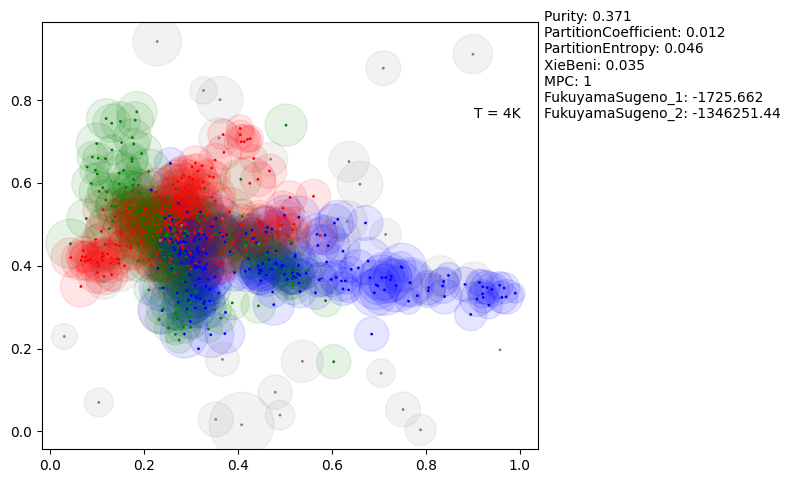 Purity: 0.371
PartitionCoefficient: 0.012
PartitionEntropy: 0.046
XieBeni: 0.035
MPC: 1
FukuyamaSugeno_1: -1725.662
FukuyamaSugeno_2: -1346251.44
T = 4K
0.8
0.6
0.4
0.2
0.0
0.0 0.2 0.4 0.6 0.8 1.0